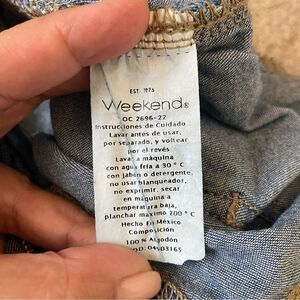 EST. 1975
Weekend®
OC 2696-22
Instrucciones de Cuidado
Lavar antes de usar,
por separado, y voltear
por el revés
Lavar a máquina
con agua fría a 30 ° C
con jabón o detergente,
no usar blanqueador,
no exprimir, secar
en máquina a
temperatura baja,
planchar máximo 200 ° C
Hecho En México
Composición
100 % Algodón